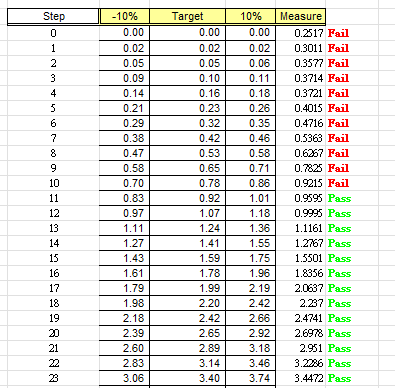 Step -10% Target 10% Measure
0 0.00 0.00 0.00 0.2517 Fail
1 0.02 0.02 0.02 0.3011 Fail
2 0.05 0.05 0.06 0.3577 Fail
3 0.09 0.10 0.11 0.3714 Fail
4 0.14 0.16 0.18 0.3721 Fail
5 0.21 0.23 0.26 0.4015 Fail
6 0.29 0.32 0.35 0.4716 Fail
7 0.38 0.42 0.46 0.5363 Fail
8 0.47 0.53 0.58 0.6267 Fail
9 0.58 0.65 0.71 0.7825 Fail
10 0.70 0.78 0.86 0.9215 Fail
11 0.83 0.92 1.01 0.9595 Pass
12 0.97 1.07 1.18 0.9995 Pass
13 1.11 1.24 1.36 1.1161 Pass
14 1.27 1.41 1.55 1.2767 Pass
15 1.43 1.59 1.75 1.5501 Pass
16 1.61 1.78 1.96 1.8356 Pass
17 1.79 1.99 2.19 2.0637 Pass
18 1.98 2.20 2.42 2.237 Pass
19 2.18 2.42 2.66 2.4741 Pass
20 2.39 2.65 2.92 2.6978 Pass
21 2.60 2.89 3.18 2.951 Pass
22 2.83 3.14 3.46 3.2286 Pass
23 3.06 3.40 3.74 3.4472 Pass